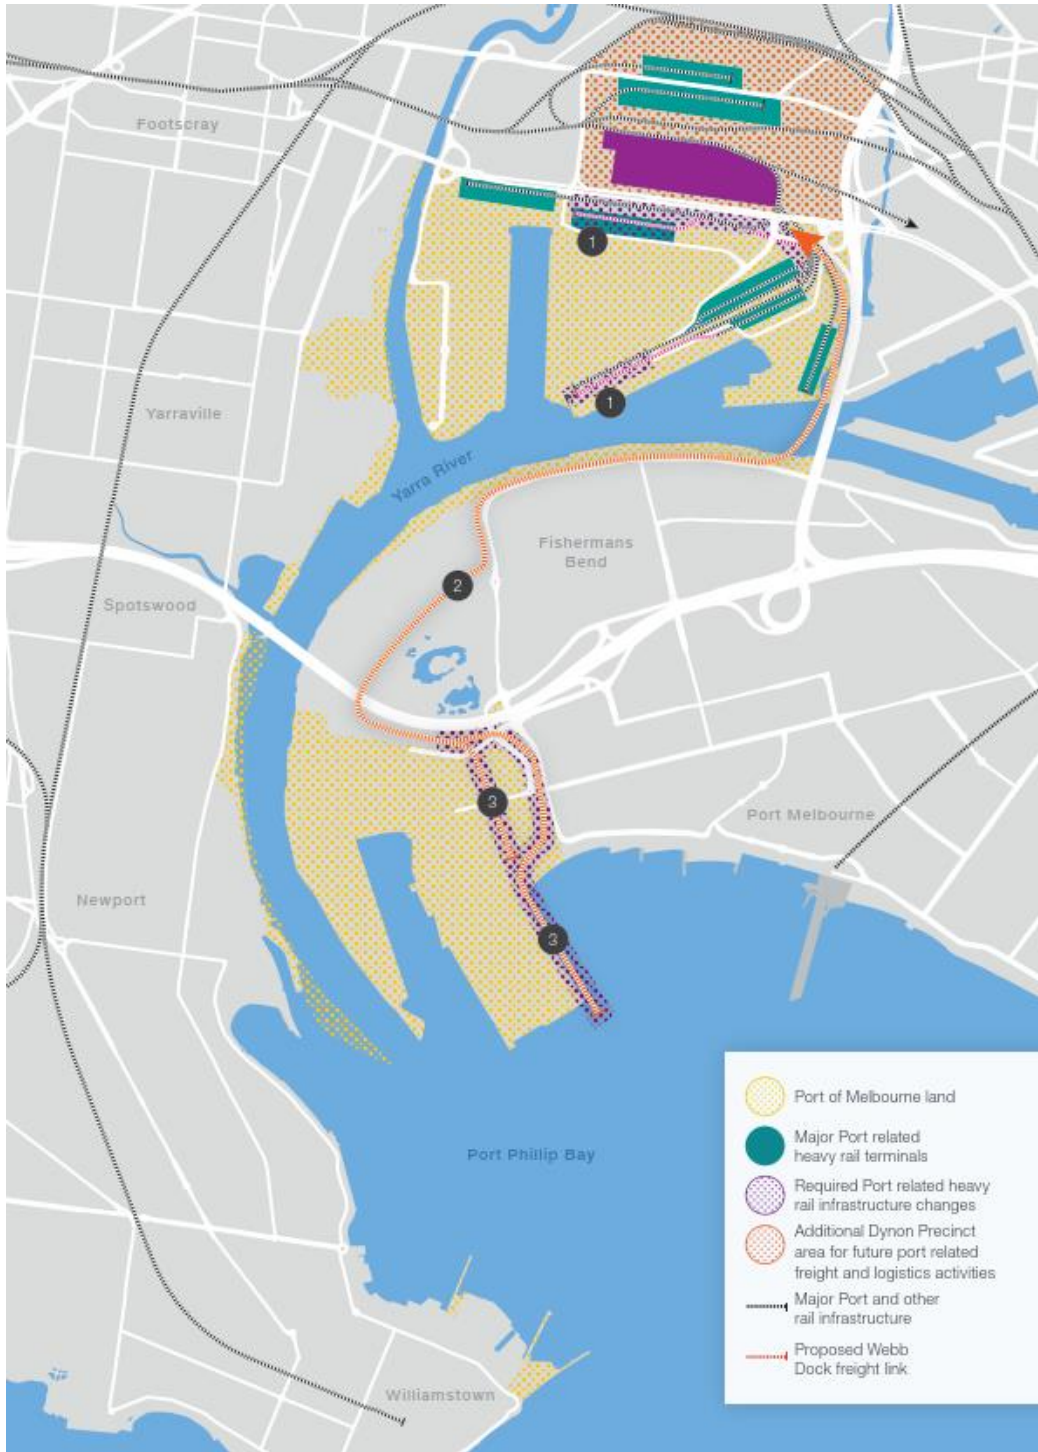 Footscray
1
Yarraville
1
Yarra River
Fishermans
Bend
2
Spotswood
3
Port Melbourne
Newport
3
Port Phillip Bay
Williamstown
Port of Melbourne land
Major Port related
heavy rail terminals
Required Port related heavy
rail infrastructure changes
Additional Dynon Precinct
area for future port related
freight and logistics activities
Major Port and other
rail infrastructure
Proposed Webb
Dock freight link